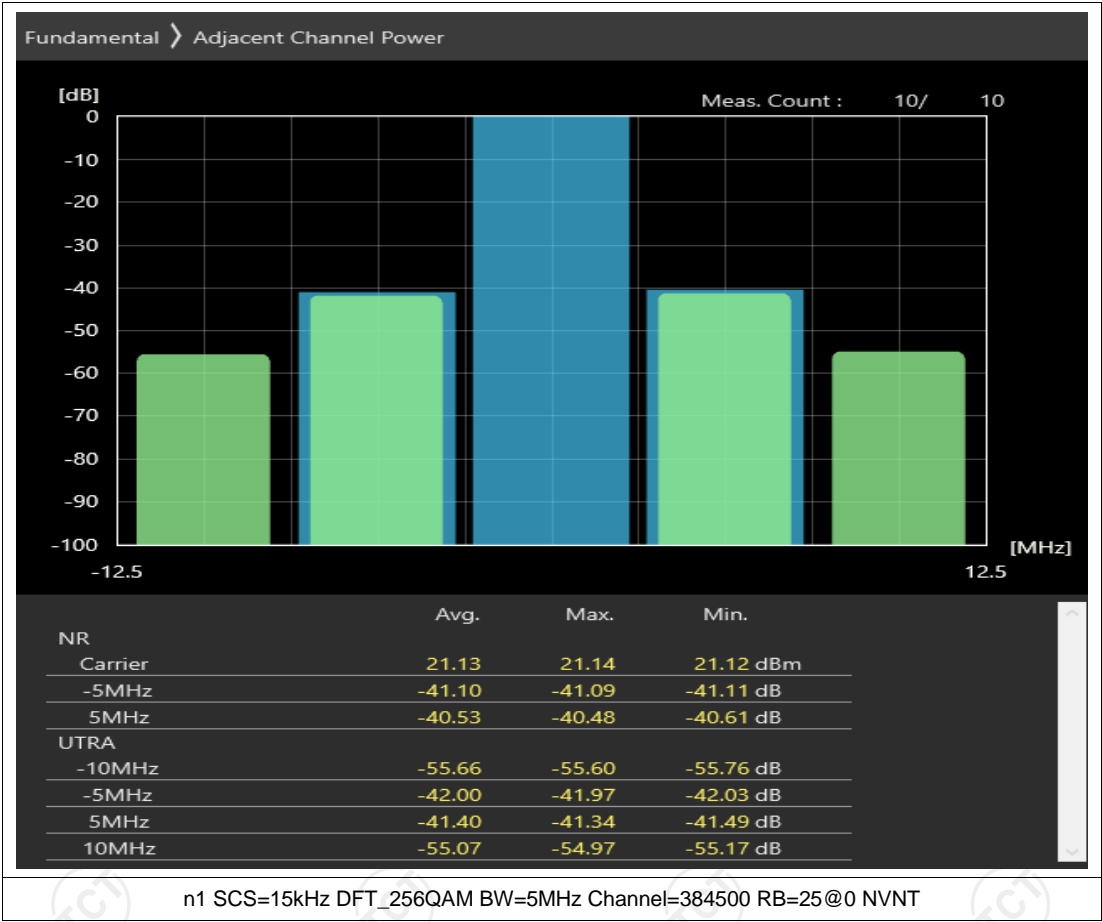 Fundamental 》 Adjacent Channel Power
[dB]
Meas. Count : 10/ 10
0
-10
-20
-30
-40
-50
-60
-70
-80
-90
-100
[MHz]
-12.5 12.5
Avg. Max. Min.
NR
Carrier 21.13 21.14 21.12 dBm
-5MHz -41.10 -41.09 -41.11 dB
5MHz -40.53 -40.48 -40.61 dB
UTRA
-10MHz -55.66 -55.60 -55.76 dB
-5MHz -42.00 -41.97 -42.03 dB
5MHz -41.40 -41.34 -41.49 dB
10MHz -55.07 -54.97 -55.17 dB
n1 SCS=15kHz DFT_256QAM BW=5MHz Channel=384500 RB=25@0 NVNT
TCT
TCT
TCT
TCT